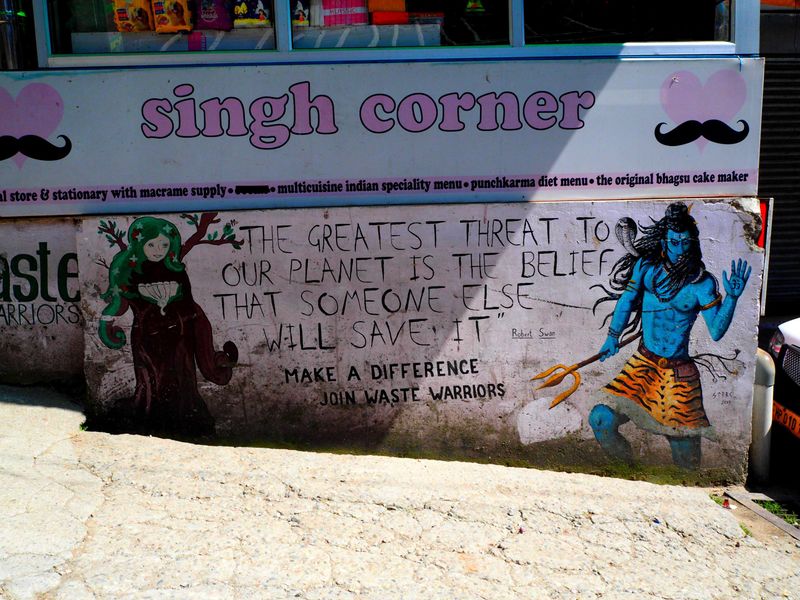 singh corner
l store & stationary with macrame supply • • multicuisine indian speciality menu • punchkarma diet menu • the original bhagsu cake maker
aste
ARRIORS
"THE GREATEST THREAT TO
OUR PLANET IS THE BELIEF
THAT SOMEONE ELSE
WILL SAVE IT"
Robert Swan
MAKE A DIFFERENCE
JOIN WASTE WARRIORS